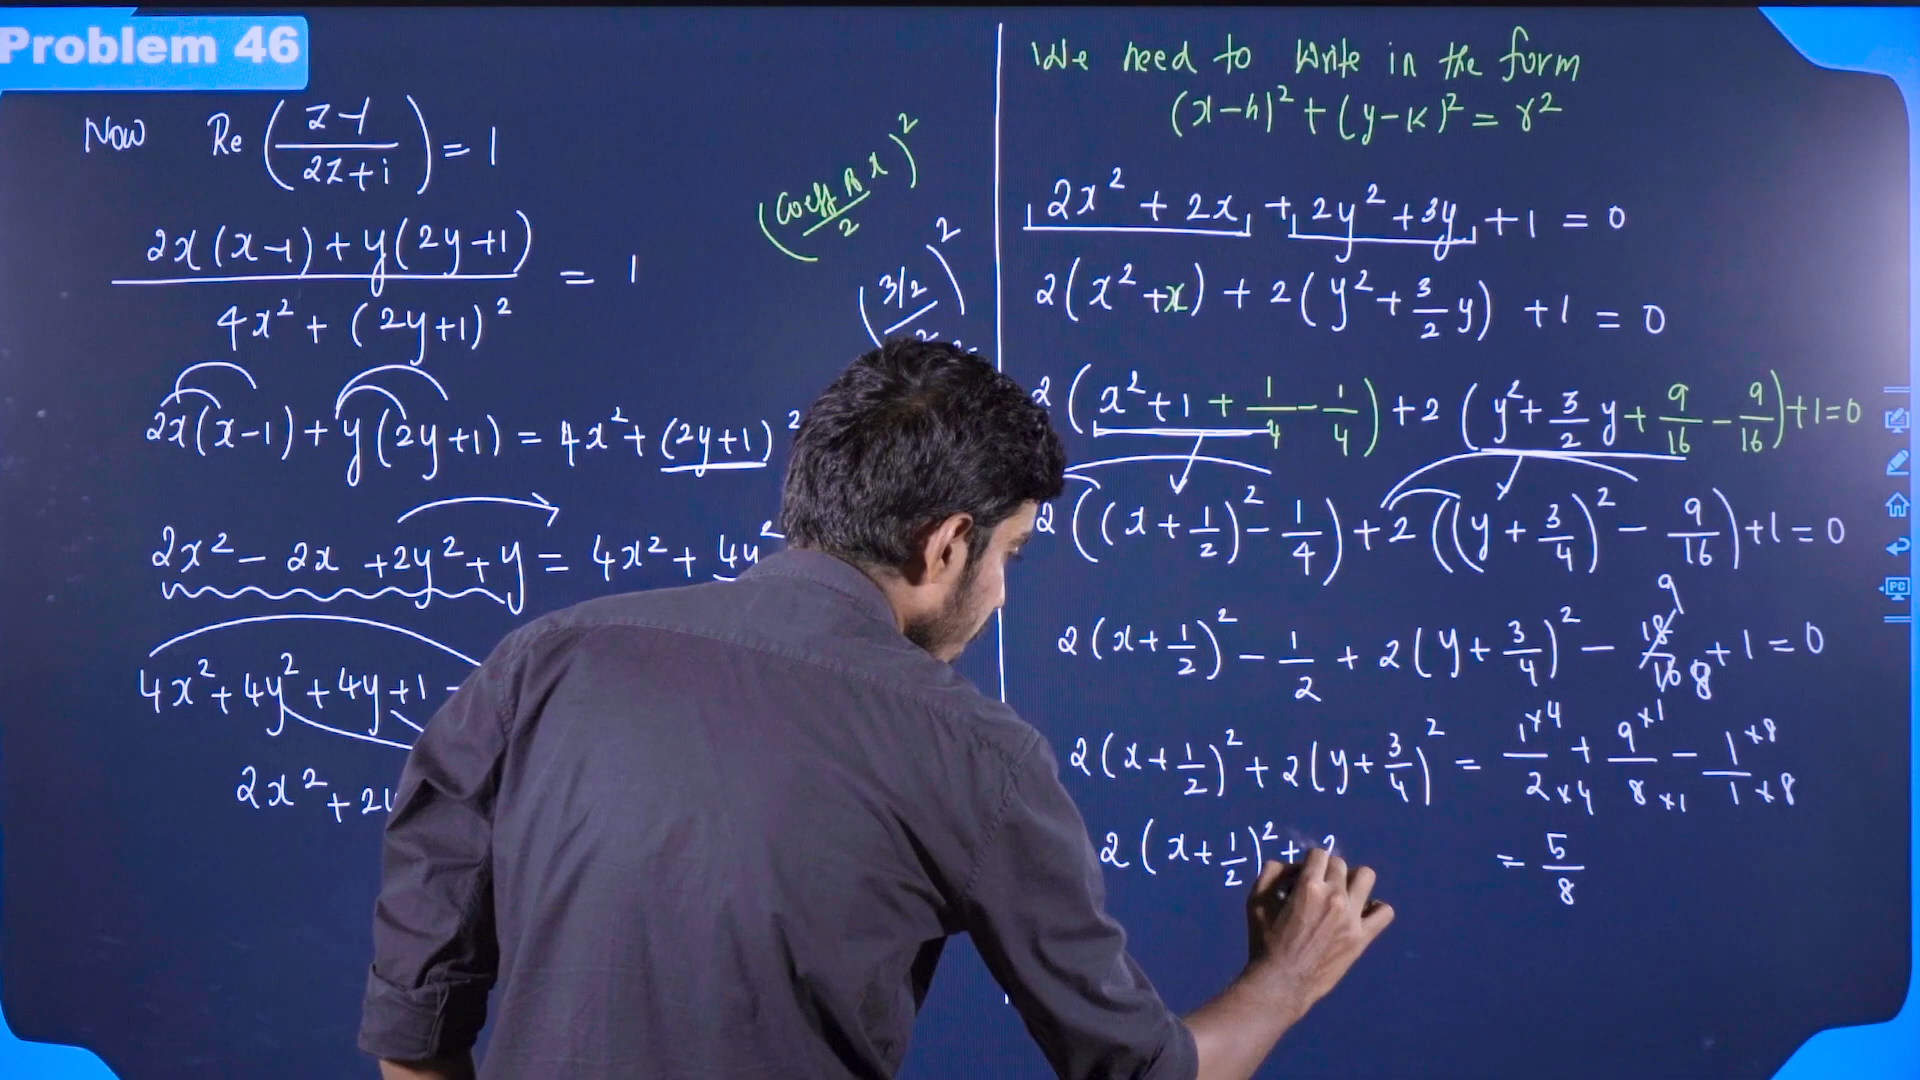 Problem 46
Now Re((z-1)/(2z+i)) = 1
(2x(x-1)+y(2y+1))/(4x²+(2y+1)²) = 1
2x(x-1)+y(2y+1) = 4x²+(2y+1)²
2x² - 2x +2y²+y = 4x² + 4y²
4x²+4y²+4y+1 -
2x²+2y
(coeff of x/2)²
(3/2
)²
We need to write in the form
(x-h)²+(y-k)² = r²
2x² + 2x + 2y²+3y +1 = 0
2(x²+x) + 2(y²+3/2 y) +1 = 0
2(x²+1+1/4-1/4)+2(y²+3/2 y+9/16-9/16)+1=0
2((x+1/2)²-1/4)+2((y+3/4)²-9/16)+1=0
2(x+1/2)²-1/2+2(y+3/4)²-18/16 9 8+1=0
2(x+1/2)²+2(y+3/4)² = 1×4/2×4+9×1/8×1-1×8/1×8
2(x+1/2)²+ 2 = 5/8
PC